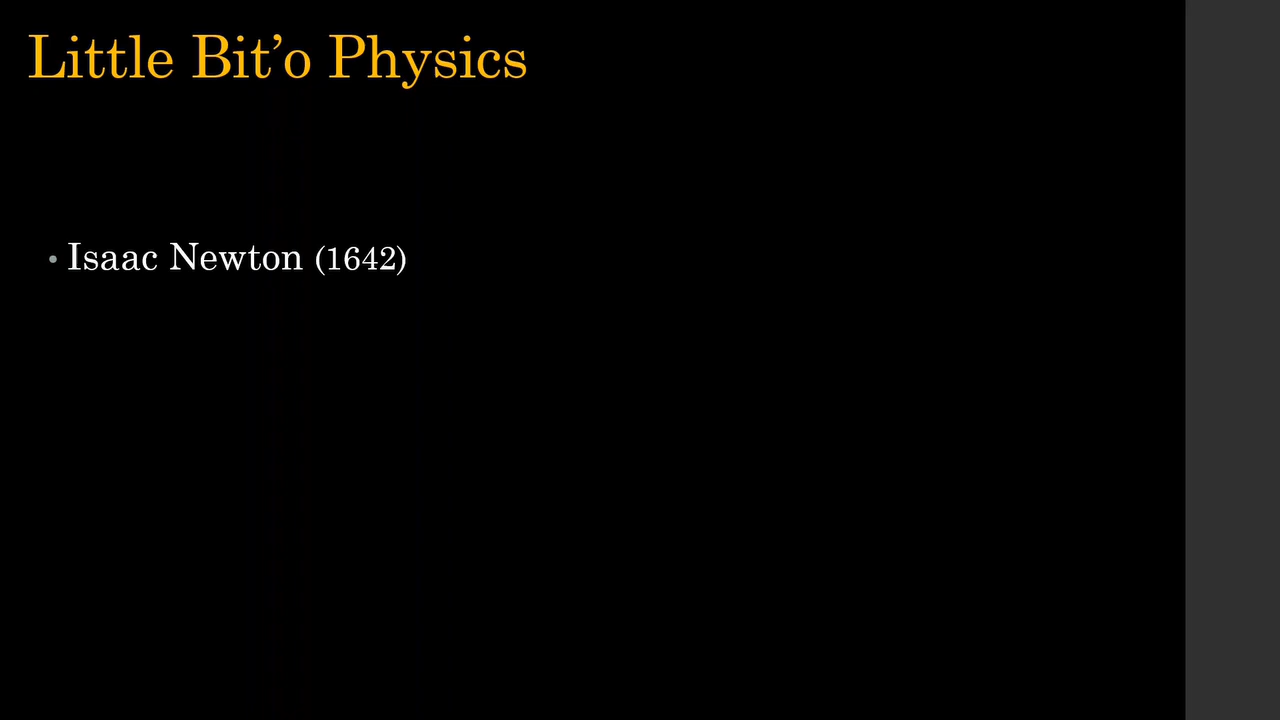 Little Bit’o Physics
• Isaac Newton (1642)